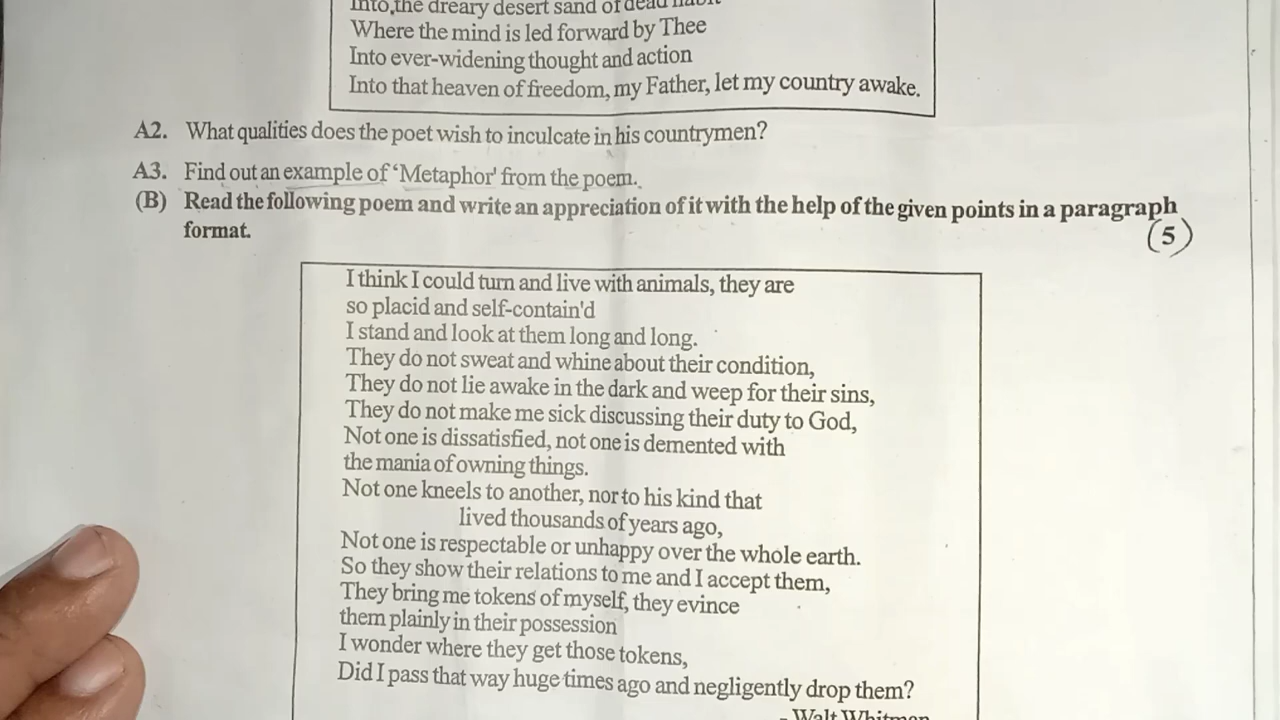 Into the dreary desert sand of dead habit
Where the mind is led forward by Thee
Into ever-widening thought and action
Into that heaven of freedom, my Father, let my country awake.
A2. What qualities does the poet wish to inculcate in his countrymen?
A3. Find out an example of 'Metaphor' from the poem.
(B) Read the following poem and write an appreciation of it with the help of the given points in a paragraph
format.
(5)
I think I could turn and live with animals, they are
so placid and self-contain'd
I stand and look at them long and long.
They do not sweat and whine about their condition,
They do not lie awake in the dark and weep for their sins,
They do not make me sick discussing their duty to God,
Not one is dissatisfied, not one is demented with
the mania of owning things.
Not one kneels to another, nor to his kind that
lived thousands of years ago,
Not one is respectable or unhappy over the whole earth.
So they show their relations to me and I accept them,
They bring me tokens of myself, they evince
them plainly in their possession
I wonder where they get those tokens,
Did I pass that way huge times ago and negligently drop them?
- Walt Whitman